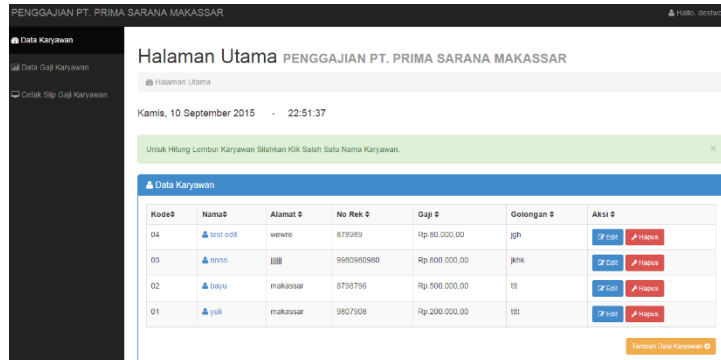 PENGGAJIAN PT. PRIMA SARANA MAKASSAR
Hallo, destwo
Data Karyawan
Data Gaji Karyawan
Cetak Slip Gaji Karyawan
Halaman Utama PENGGAJIAN PT. PRIMA SARANA MAKASSAR
Halaman Utama
Kamis, 10 September 2015 - 22:51:37
Untuk Hitung Lembur Karyawan Silahkan Klik Salah Satu Nama Karyawan. ×
Data Karyawan
Kode Nama Alamat No Rek Gaji Golongan Aksi
04 test edit wewre 878989 Rp.80.000,00 jgh Edit Hapus
03 nnnn jjjjjj 9980980980 Rp.800.000,00 jkhk Edit Hapus
02 bayu makassar 8798798 Rp.500.000,00 ttt Edit Hapus
01 yuli makassar 9807908 Rp.200.000,00 tttt Edit Hapus
Tambah Data Karyawan